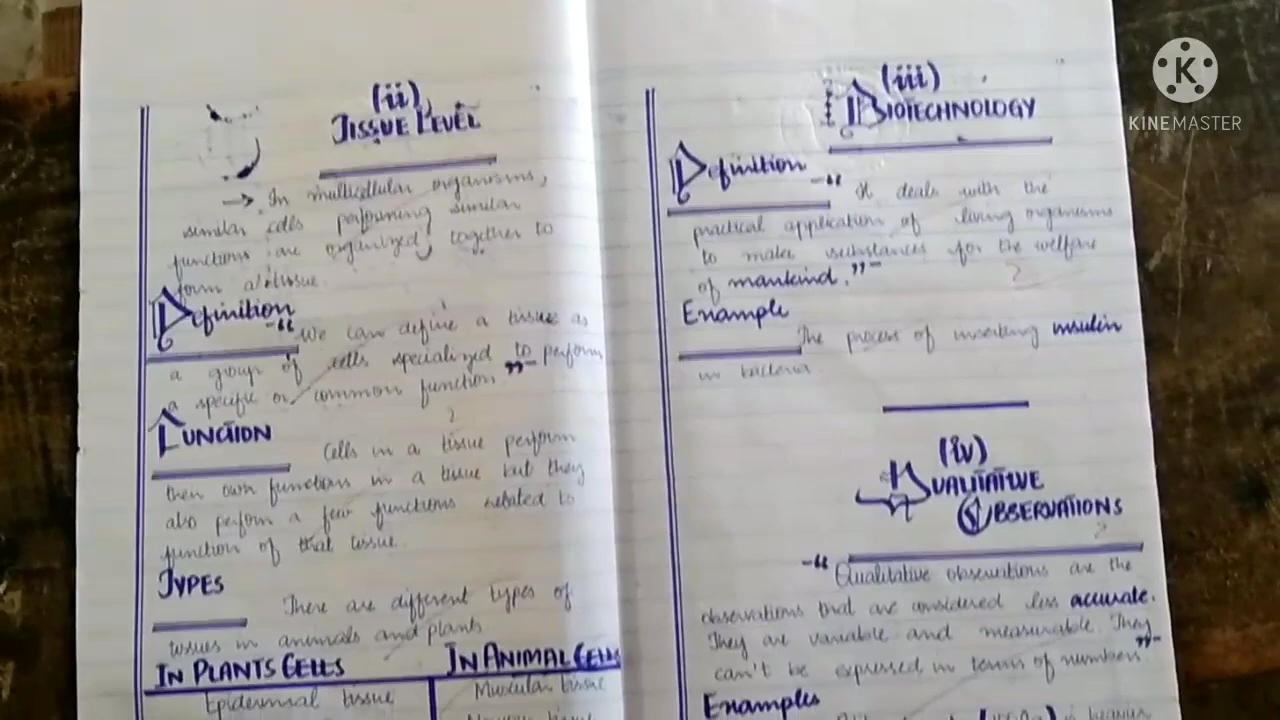 (ii)
TISSUE LEVEL
→ In multicellular organisms,
similar cells performing similar
functions are organized together to
form a tissue.
Definition
-“ We can define a tissue as
a group of cells specialized to perform
a specific or common function ”-
FUNCTION
Cells in a tissue perform
their own functions in a tissue but they
also perform a few functions related to
function of that tissue.
TYPES
There are different types of
tissues in animals and plants
IN PLANTS CELLS
IN ANIMAL CELLS
Epidermal tissue
Muscular tissue
tissue
(iii)
BIOTECHNOLOGY
Definition
-“ It deals with the
practical application of living organisms
to make substances for the welfare
of mankind.”-
Example
The process of inserting insulin
in bacteria.
(iv)
QUALITATIVE
OBSERVATIONS
-“ Qualitative observations are the
observations that are considered less accurate.
They are variable and measurable. They
can't be expressed in terms of numbers ”-
Examples
KINEMASTER